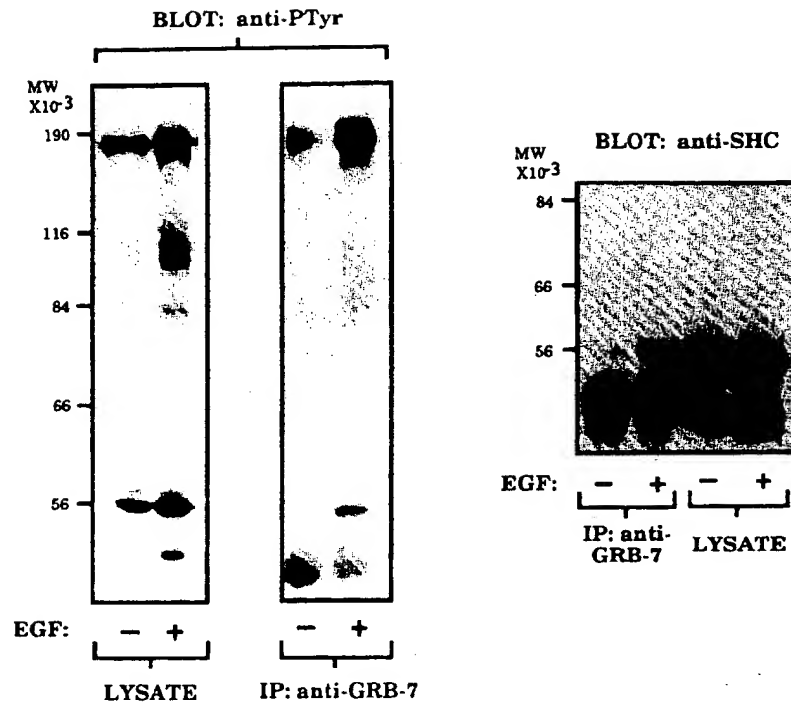 BLOT: anti-PTyr
MW
X10-3
190
116
84
66
56
EGF: − + − +
LYSATE IP: anti-GRB-7
BLOT: anti-SHC
MW
X10-3
84
66
56
EGF: − + − +
IP: anti-
GRB-7
LYSATE